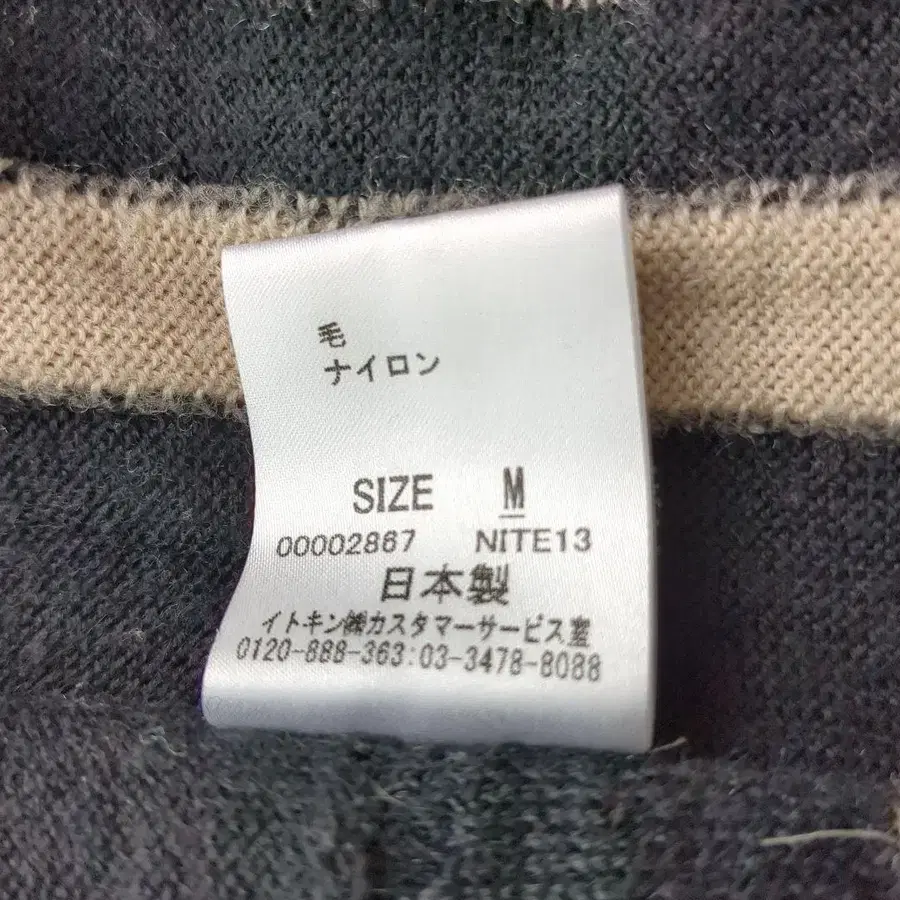 毛
ナイロン
SIZE M
00002867 NITE13
日本製
イトキン㈱カスタマーサービス室
0120-888-363:03-3478-8088